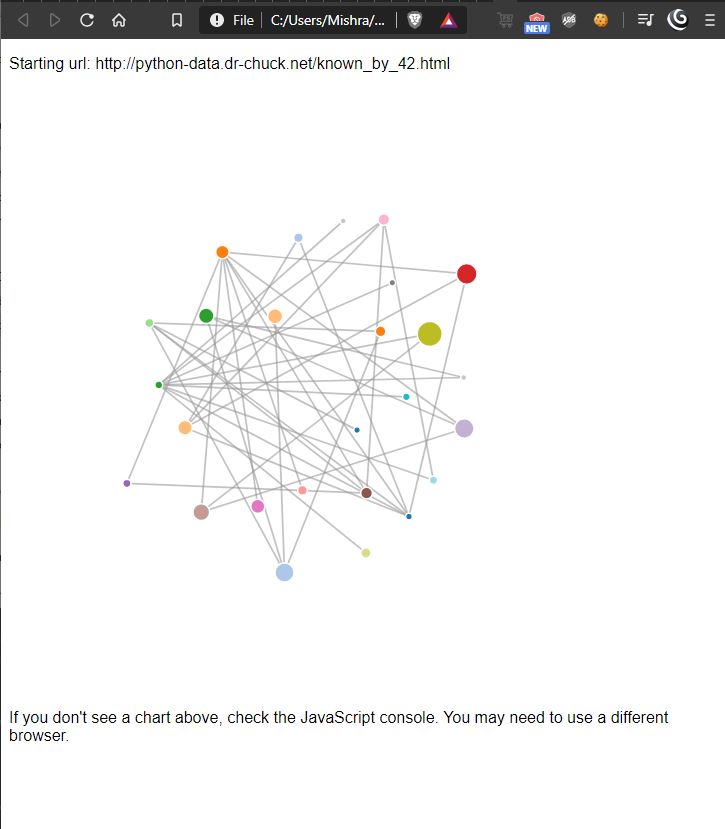 File C:/Users/Mishra/...
NEW
ABS
Starting url: http://python-data.dr-chuck.net/known_by_42.html
If you don't see a chart above, check the JavaScript console. You may need to use a different
browser.